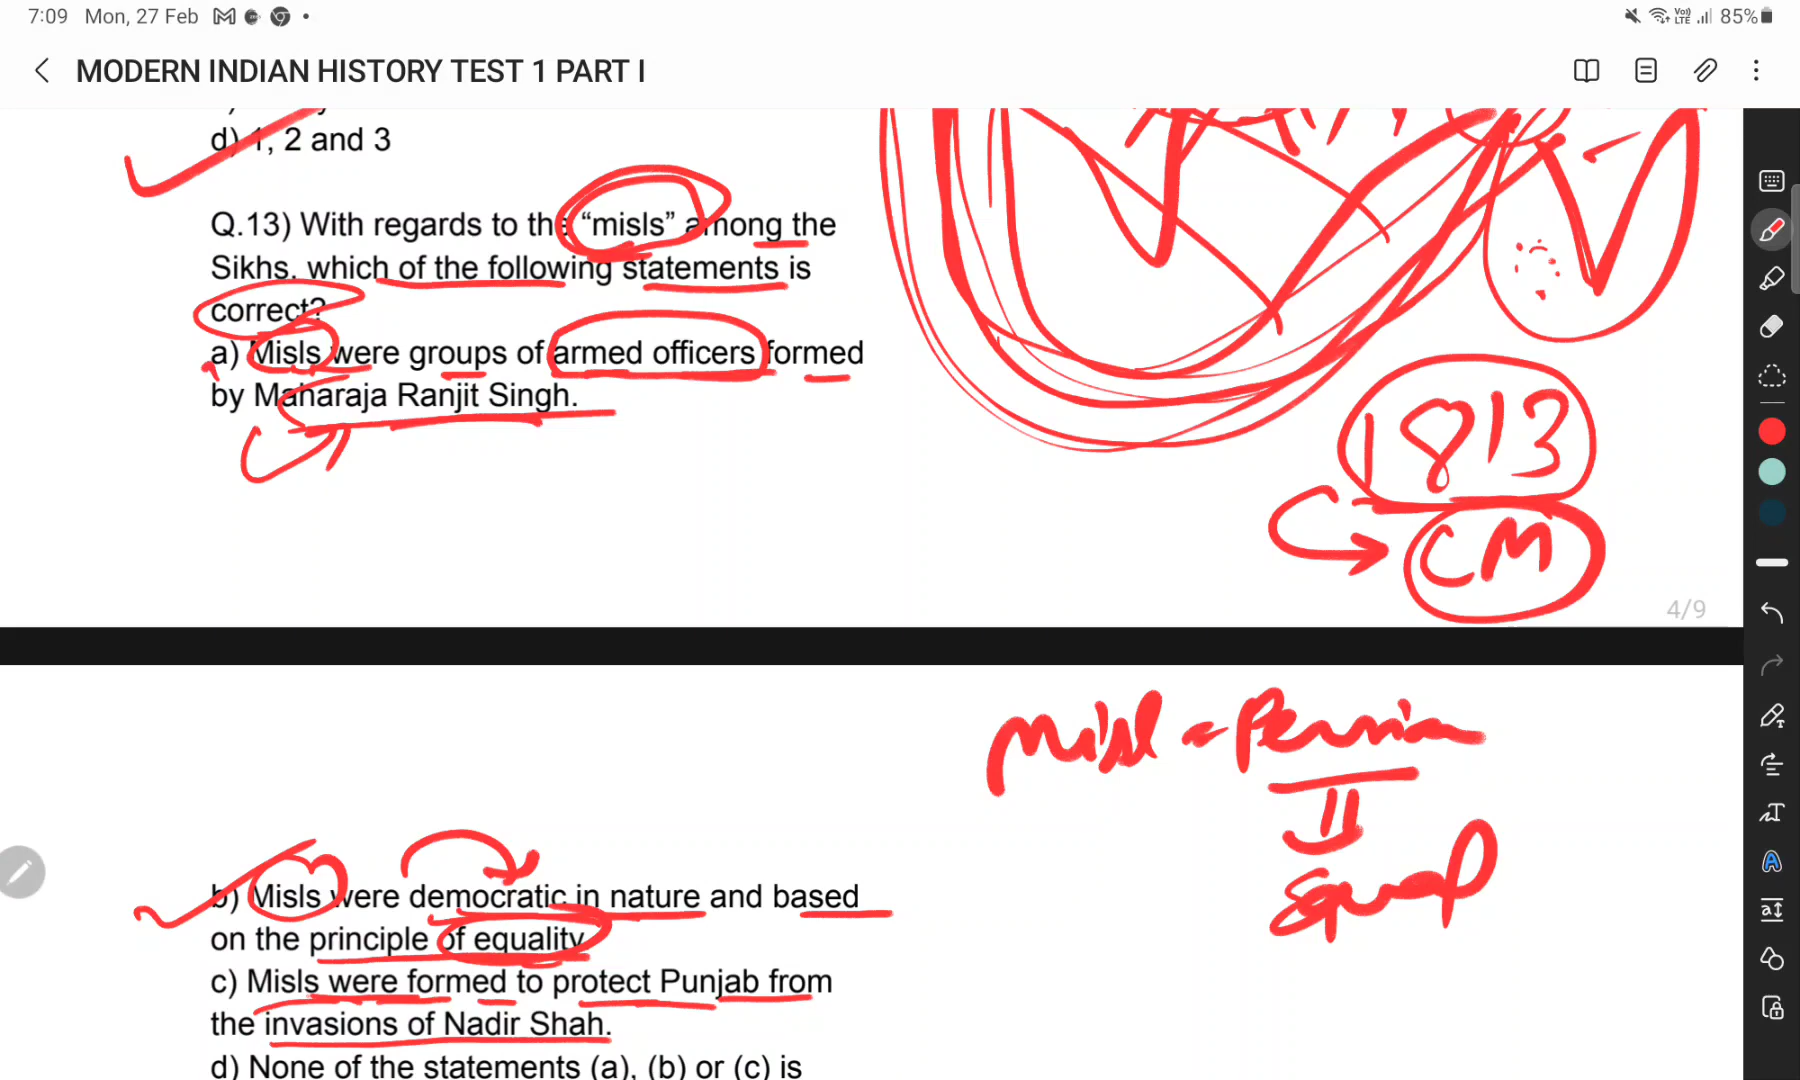 7:09 Mon, 27 Feb
85%
MODERN INDIAN HISTORY TEST 1 PART I
d) 1, 2 and 3
Q.13) With regards to the “misls” among the
Sikhs. which of the following statements is
correct?
a) Misls were groups of armed officers formed
by Maharaja Ranjit Singh.
1813
CM
4/9
Misl = Persian
b) Misls were democratic in nature and based
on the principle of equality
c) Misls were formed to protect Punjab from
the invasions of Nadir Shah.
d) None of the statements (a), (b) or (c) is